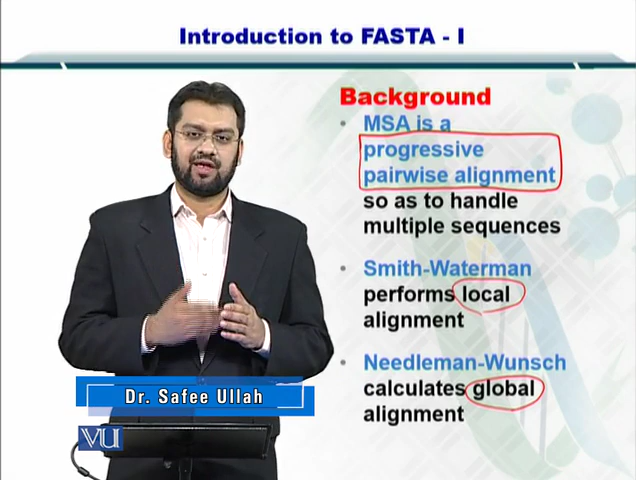 Introduction to FASTA - I
Background
• MSA is a
progressive
pairwise alignment
so as to handle
multiple sequences
• Smith-Waterman
performs local
alignment
• Needleman-Wunsch
calculates global
alignment
Dr. Safee Ullah
VU